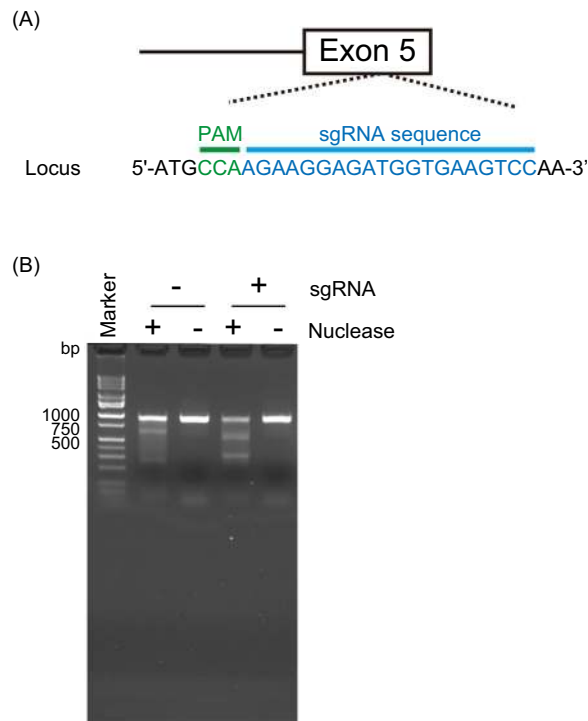 (A)
Exon 5
PAM sgRNA sequence
Locus 5'-ATGCCAAGAAGGAGATGGTGAAGTCCAA-3'
(B)
Marker
- + sgRNA
+ - + - Nuclease
bp
1000
750
500